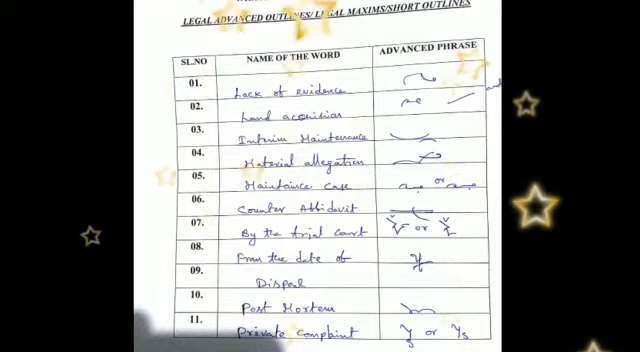 LEGAL ADVANCED OUTLINES/ LEGAL MAXIMS/SHORT OUTLINES
SL.NO NAME OF THE WORD ADVANCED PHRASE
01. Lack of evidence
02. Land acquisition
03. Interim Maintenance
04. Material allegation
05. Maintaince case or
06. Counter Abbidavit
07. By the trial court or
08. From the date of
09. Disposal
10. Post Mortem
11. Private complaint or